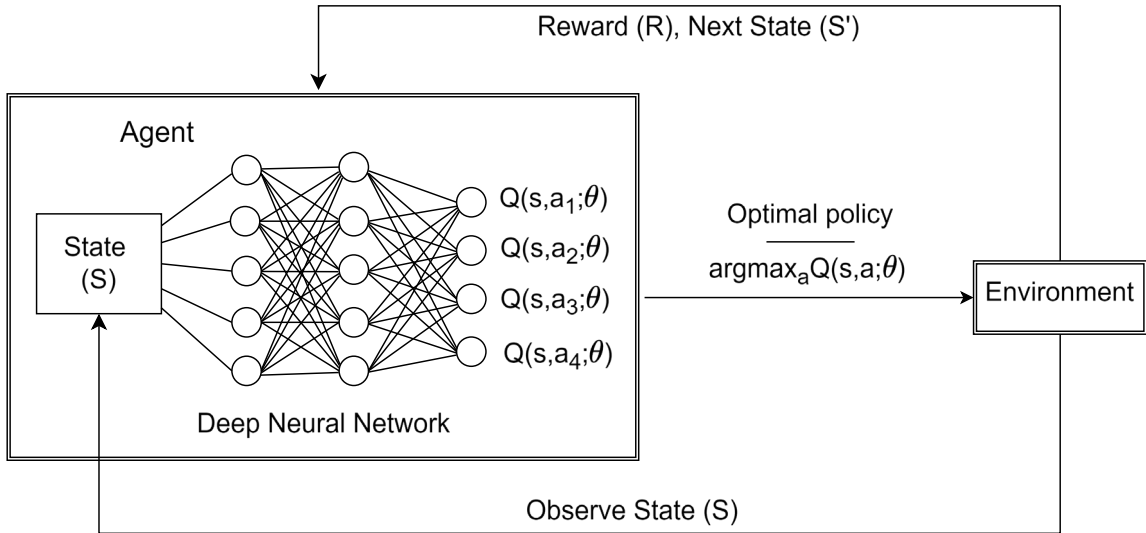 Reward (R), Next State (S')
Agent
State
(S)
Q(s,a₁;θ)
Q(s,a₂;θ)
Q(s,a₃;θ)
Q(s,a₄;θ)
Deep Neural Network
Optimal policy
argmaxₐQ(s,a;θ)
Environment
Observe State (S)